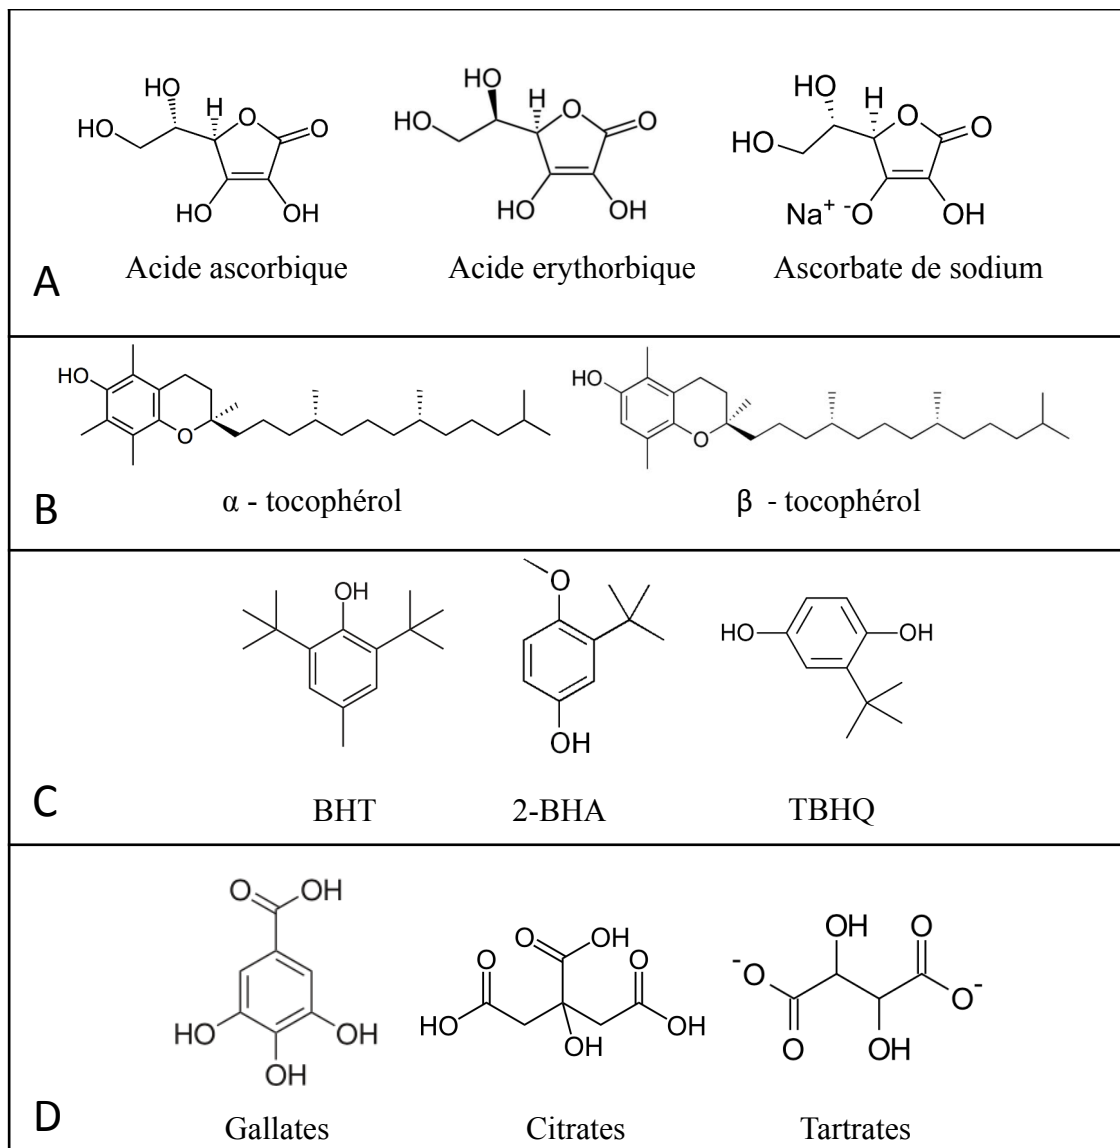 HO HO H O O HO OH
HO HO H O O HO OH
HO HO H O O Na⁺ ⁻O OH
Acide ascorbique Acide erythorbique Ascorbate de sodium
A
HO O
HO O
α - tocophérol β - tocophérol
B
OH
O OH
HO OH
BHT 2-BHA TBHQ
C
O OH HO OH OH
O OH O O HO OH OH
OH O ⁻O O⁻ O OH
Gallates Citrates Tartrates
D